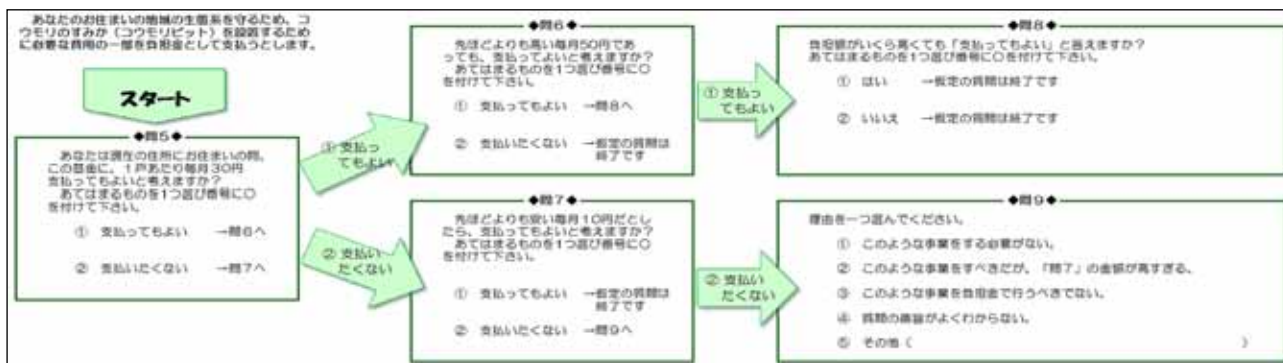 あなたのお住まいの地域の生態系を守るため、コ
ウモリのすみか（コウモリピット）を設置するため
に必要な費用の一部を負担金として支払うとします。
スタート
◆問5◆
あなたは現在の住所にお住まいの間、
この基金に、1戸あたり毎月30円
支払ってもよいと考えますか？
あてはまるものを1つ選び番号に○
を付けて下さい。
① 支払ってもよい →問6へ
② 支払いたくない →問7へ
① 支払っ
てもよい
② 支払い
たくない
◆問6◆
先ほどよりも高い毎月50円であ
っても、支払ってよいと考えますか？
あてはまるものを1つ選び番号に○
を付けて下さい。
① 支払ってもよい →問8へ
② 支払いたくない →仮定の質問は
終了です
◆問7◆
先ほどよりも安い毎月10円だとし
たら、支払ってもよいと考えますか？
あてはまるものを1つ選び番号に○
を付けて下さい。
① 支払ってもよい →仮定の質問は
終了です
② 支払いたくない →問9へ
① 支払っ
てもよい
② 支払い
たくない
◆問8◆
負担額がいくら高くても「支払ってもよい」と答えますか？
あてはまるものを1つ選び番号に○を付けて下さい。
① はい →仮定の質問は終了です
② いいえ →仮定の質問は終了です
◆問9◆
理由を一つ選んでください。
① このような事業をする必要がない。
② このような事業をすべきだが、「問7」の金額が高すぎる。
③ このような事業を負担金で行うべきでない。
④ 質問の趣旨がよくわからない。
⑤ その他（ ）